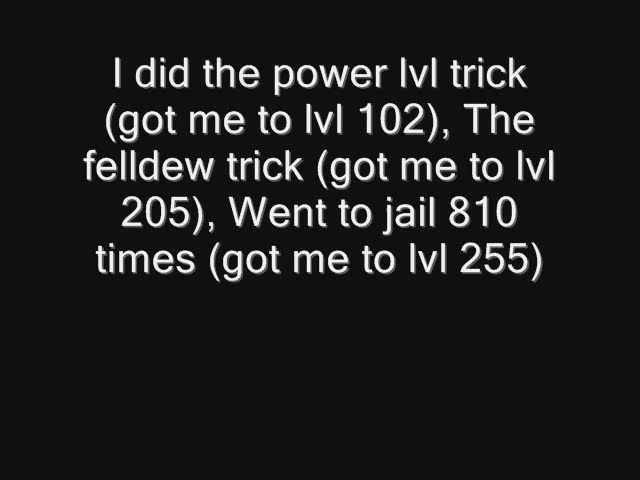 I did the power lvl trick
(got me to lvl 102), The
felldew trick (got me to lvl
205), Went to jail 810
times (got me to lvl 255)